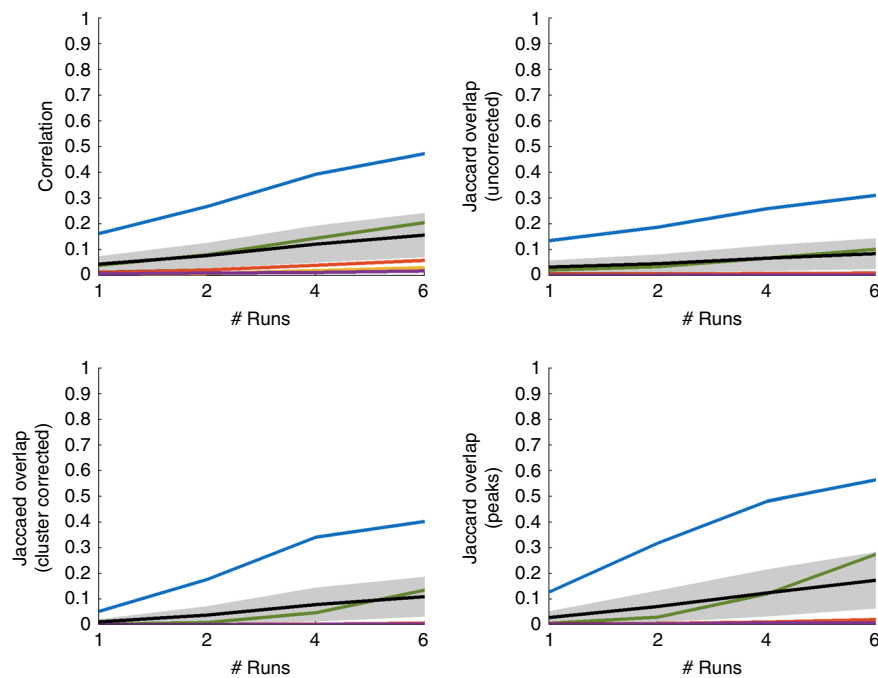 1
0.9
0.8
0.7
0.6
0.5
0.4
0.3
0.2
0.1
0
Correlation
1 2 4 6
# Runs
1
0.9
0.8
0.7
0.6
0.5
0.4
0.3
0.2
0.1
0
Jaccard overlap
(uncorrected)
1 2 4 6
# Runs
1
0.9
0.8
0.7
0.6
0.5
0.4
0.3
0.2
0.1
0
Jaccaed overlap
(cluster corrected)
1 2 4 6
# Runs
1
0.9
0.8
0.7
0.6
0.5
0.4
0.3
0.2
0.1
0
Jaccard overlap
(peaks)
1 2 4 6
# Runs